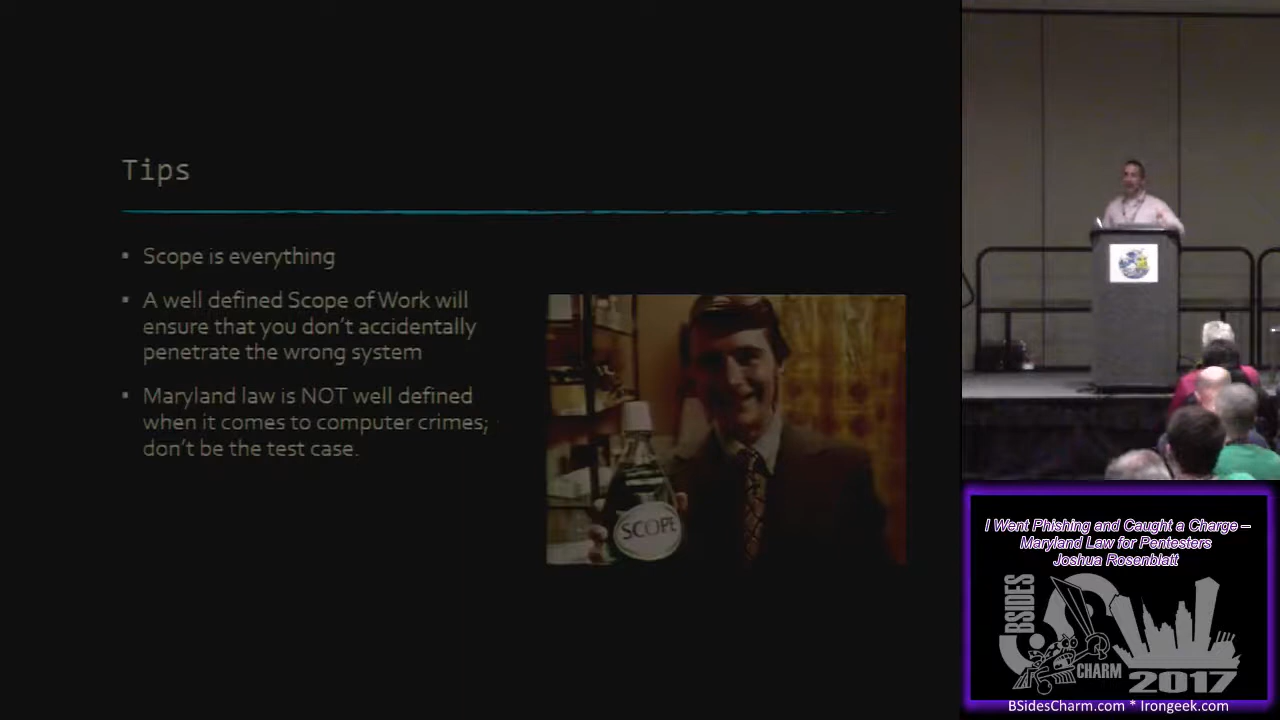 Tips
▪ Scope is everything
▪ A well defined Scope of Work will
ensure that you don't accidentally
penetrate the wrong system
▪ Maryland law is NOT well defined
when it comes to computer crimes;
don't be the test case.
SCOPE
I Went Phishing and Caught a Charge –
Maryland Law for Pentesters
Joshua Rosenblatt
BSIDES
CHARM
2017
BSidesCharm.com * Irongeek.com